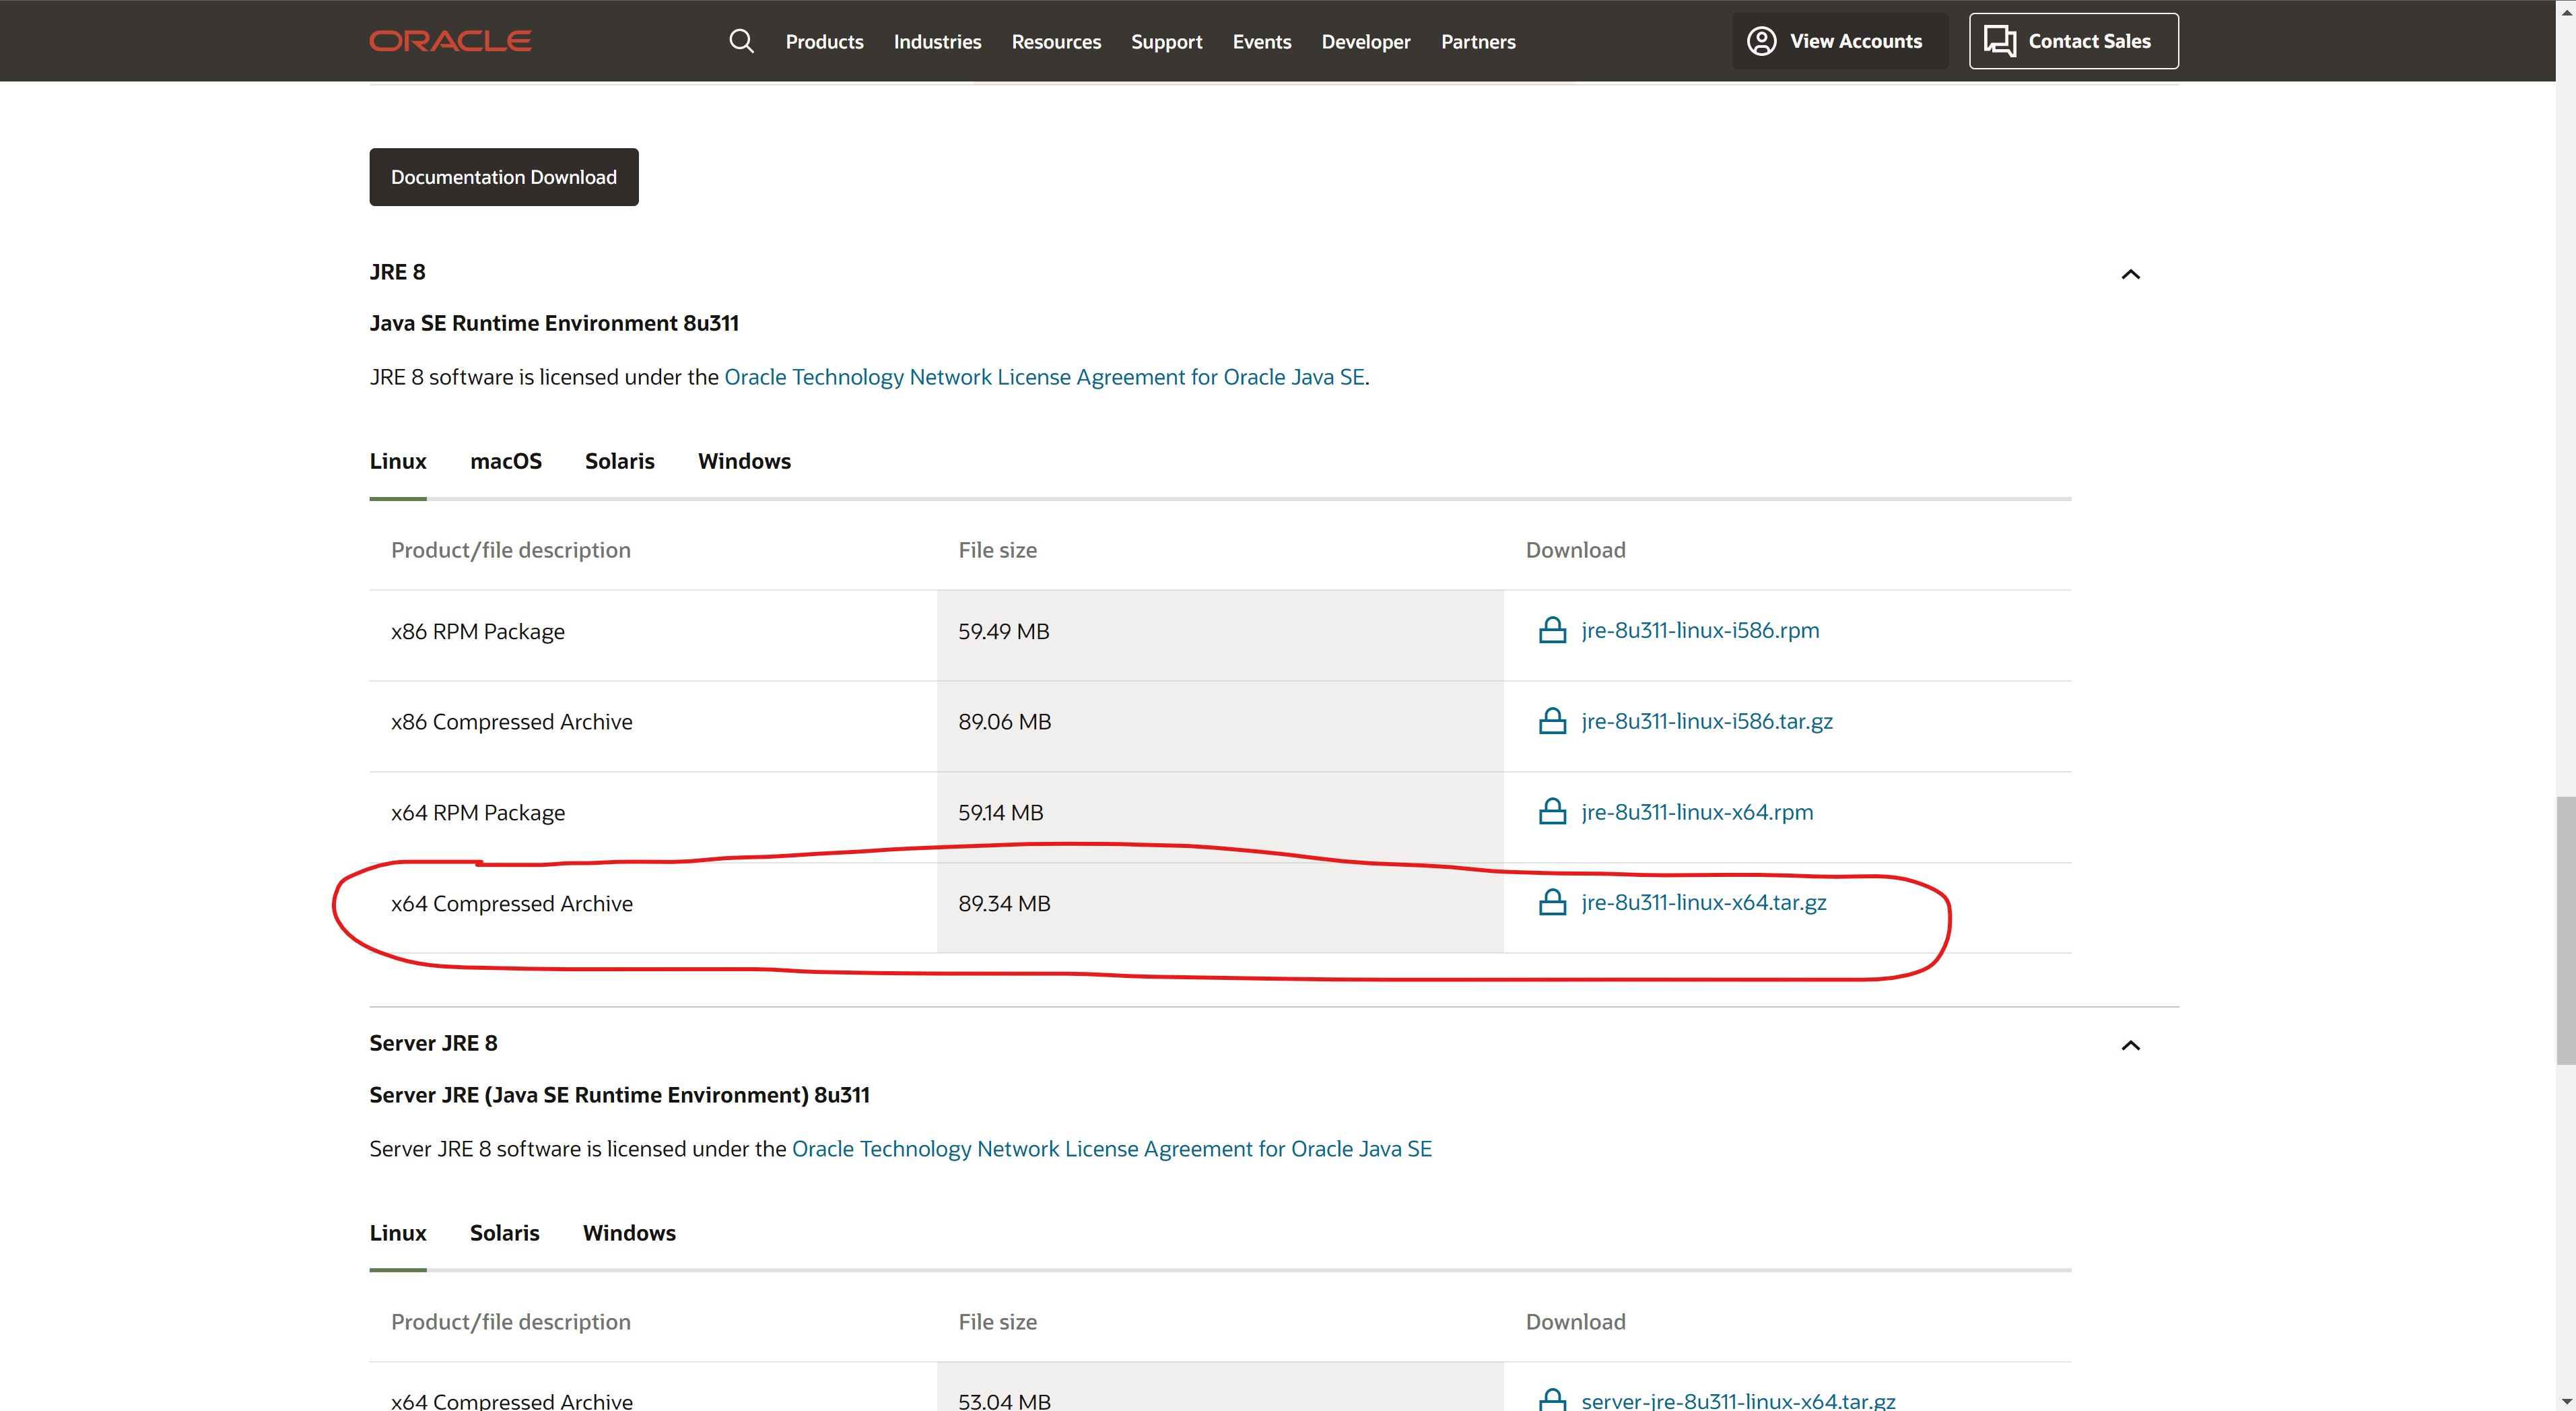 ORACLE
Products Industries Resources Support Events Developer Partners
View Accounts
Contact Sales
Documentation Download
JRE 8
Java SE Runtime Environment 8u311
JRE 8 software is licensed under the Oracle Technology Network License Agreement for Oracle Java SE.
Linux macOS Solaris Windows
Product/file description File size Download
x86 RPM Package 59.49 MB jre-8u311-linux-i586.rpm
x86 Compressed Archive 89.06 MB jre-8u311-linux-i586.tar.gz
x64 RPM Package 59.14 MB jre-8u311-linux-x64.rpm
x64 Compressed Archive 89.34 MB jre-8u311-linux-x64.tar.gz
Server JRE 8
Server JRE (Java SE Runtime Environment) 8u311
Server JRE 8 software is licensed under the Oracle Technology Network License Agreement for Oracle Java SE
Linux Solaris Windows
Product/file description File size Download
x64 Compressed Archive 53.04 MB server-jre-8u311-linux-x64.tar.gz